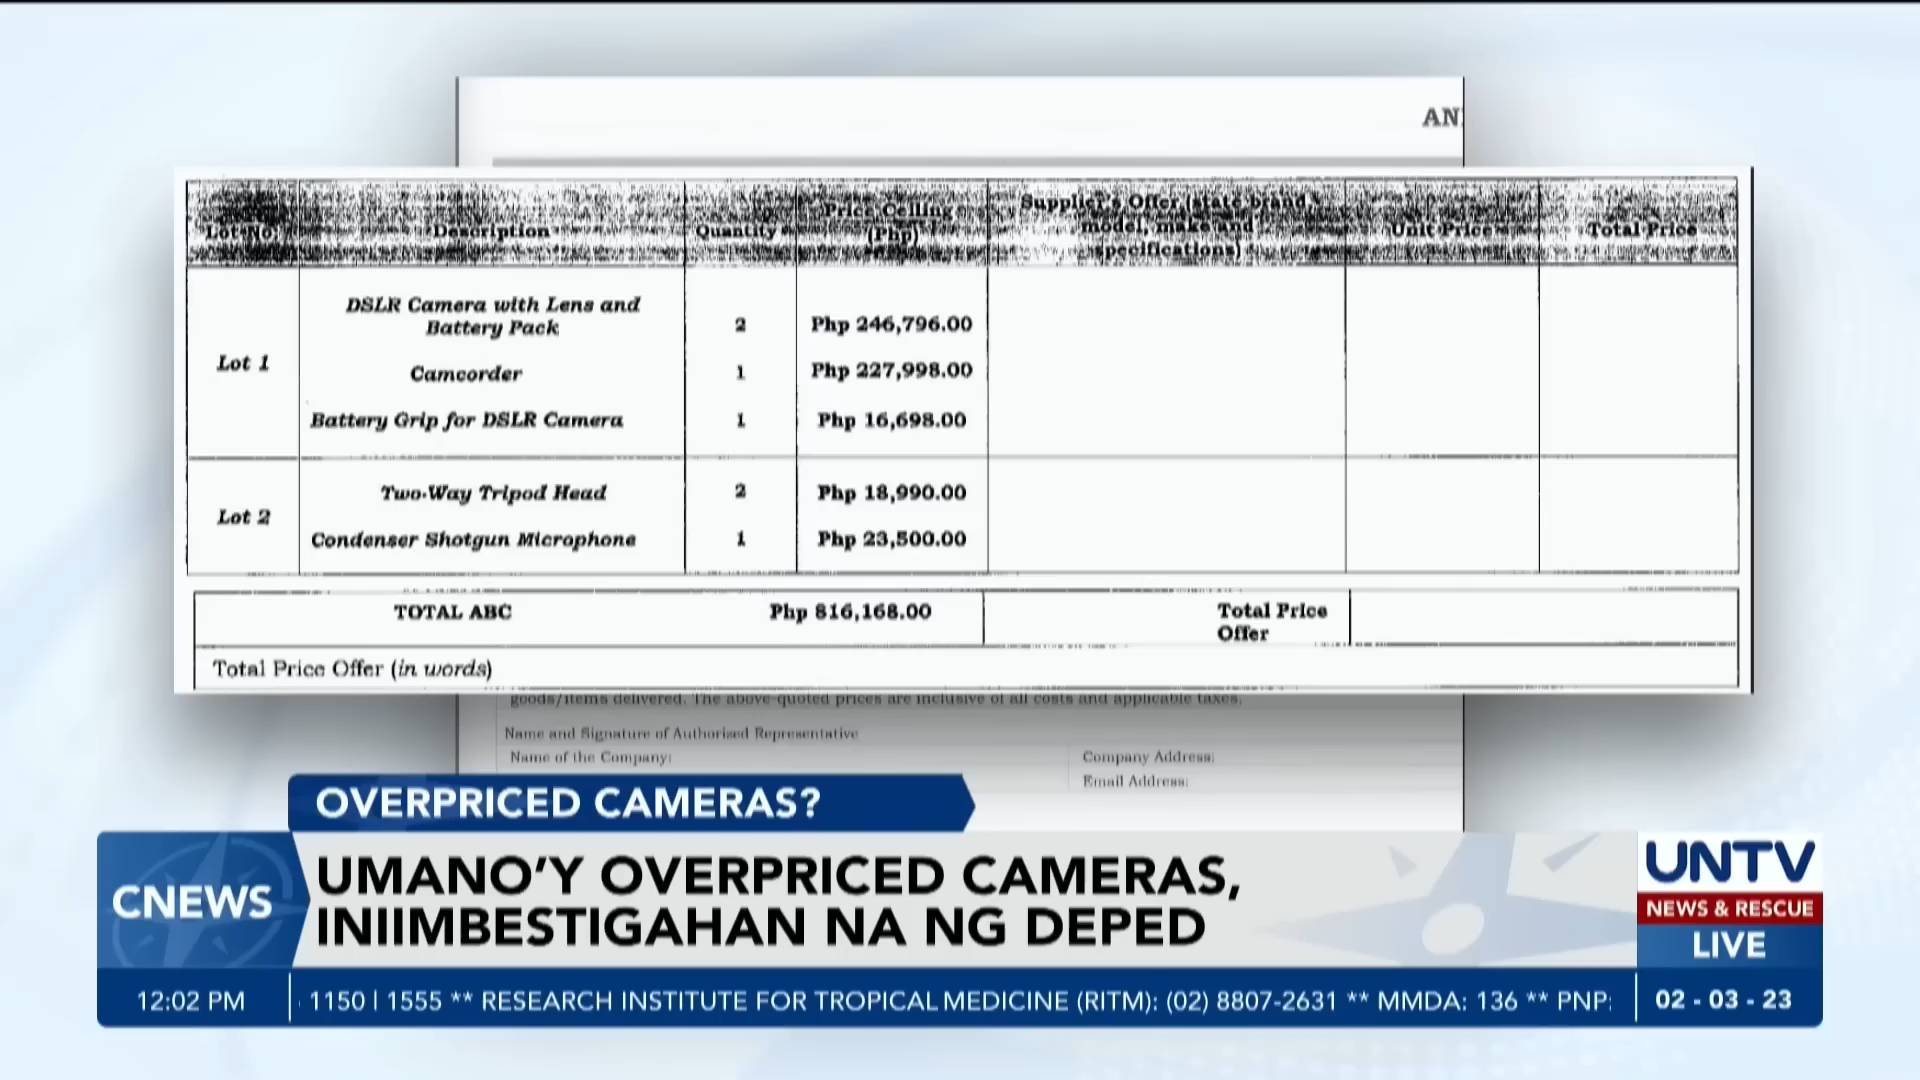 AN
Lot No.
Description
Quantity
Price Ceiling
(Php)
Supplier's Offer (state brand,
model, make and
specifications)
Unit Price
Total Price
Lot 1
DSLR Camera with Lens and
Battery Pack
2
Php 246,796.00
Camcorder
1
Php 227,998.00
Battery Grip for DSLR Camera
1
Php 16,698.00
Lot 2
Two-Way Tripod Head
2
Php 18,990.00
Condenser Shotgun Microphone
1
Php 23,500.00
TOTAL ABC
Php 816,168.00
Total Price
Offer
Total Price Offer (in words)
goods/items delivered. The above quoted prices are inclusive of all costs and applicable taxes.
Name and Signature of Authorized Representative
Name of the Company:
Company Address:
Email Address:
OVERPRICED CAMERAS?
CNEWS
UMANO'Y OVERPRICED CAMERAS,
INIIMBESTIGAHAN NA NG DEPED
UNTV
NEWS & RESCUE
LIVE
12:02 PM
1150 | 1555 ** RESEARCH INSTITUTE FOR TROPICAL MEDICINE (RITM): (02) 8807-2631 ** MMDA: 136 ** PNP:
02 - 03 - 23